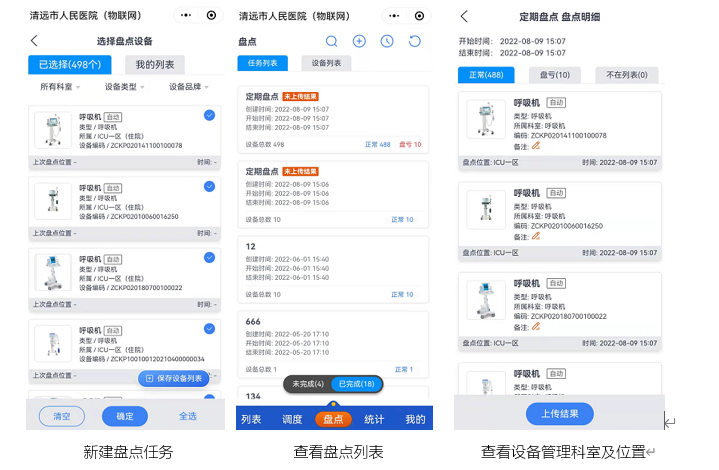 清远市人民医院（物联网）
选择盘点设备
已选择(498个)
我的列表
所有科室
设备类型
设备品牌
呼吸机 自动
类型 / 呼吸机
所属 / ICU一区（住院）
设备编码 / ZCKP020141100100078
上次盘点位置 -
时间: -
呼吸机 自动
类型 / 呼吸机
所属 / ICU一区（住院）
设备编码 / ZCKP02010060016250
上次盘点位置 -
时间: -
呼吸机 自动
类型 / 呼吸机
所属 / ICU一区（住院）
设备编码 / ZCKP020180700100022
上次盘点位置 -
时间: -
呼吸机 自动
类型 / 呼吸机
所属 / ICU一区（住院）
设备编码 / ZCKP100100120210400000034
上次盘点位置
保存设备列表
清空
确定
全选
新建盘点任务
清远市人民医院（物联网）
盘点
任务列表
设备列表
定期盘点 未上传结果
创建时间: 2022-08-09 15:07
开始时间: 2022-08-09 15:07
结束时间: 2022-08-09 15:07
设备总数 498
正常 488 盘亏 10
定期盘点 未上传结果
创建时间: 2022-08-09 15:06
开始时间: 2022-08-09 15:06
结束时间: 2022-08-09 15:06
设备总数 10
正常 10
12
创建时间: 2022-06-01 15:40
开始时间: 2022-06-01 15:40
结束时间: 2022-06-01 15:40
设备总数 10
正常 10
666
创建时间: 2022-05-20 17:10
开始时间: 2022-05-20 17:10
结束时间: 2022-05-20 17:10
设备总数 1
正常 1
134
未完成(4)
已完成(18)
列表
调度
盘点
统计
我的
查看盘点列表
定期盘点 盘点明细
开始时间： 2022-08-09 15:07
结束时间： 2022-08-09 15:07
正常(488)
盘亏(10)
不在列表(0)
呼吸机 自动
类型: 呼吸机
所属科室: 呼吸机
编码: ZCKP020141100100078
备注:
盘点位置: ICU一区
时间: 2022-08-09 15:07
呼吸机 自动
类型: 呼吸机
所属科室: 呼吸机
编码: ZCKP02010060016250
备注:
盘点位置: ICU一区
时间: 2022-08-09 15:07
呼吸机 自动
类型: 呼吸机
所属科室: 呼吸机
编码: ZCKP020180700100022
备注:
盘点位置: ICU一区
时间: 2022-08-09 15:07
呼吸机 自动
类型: 呼吸机
上传结果
查看设备管理科室及位置